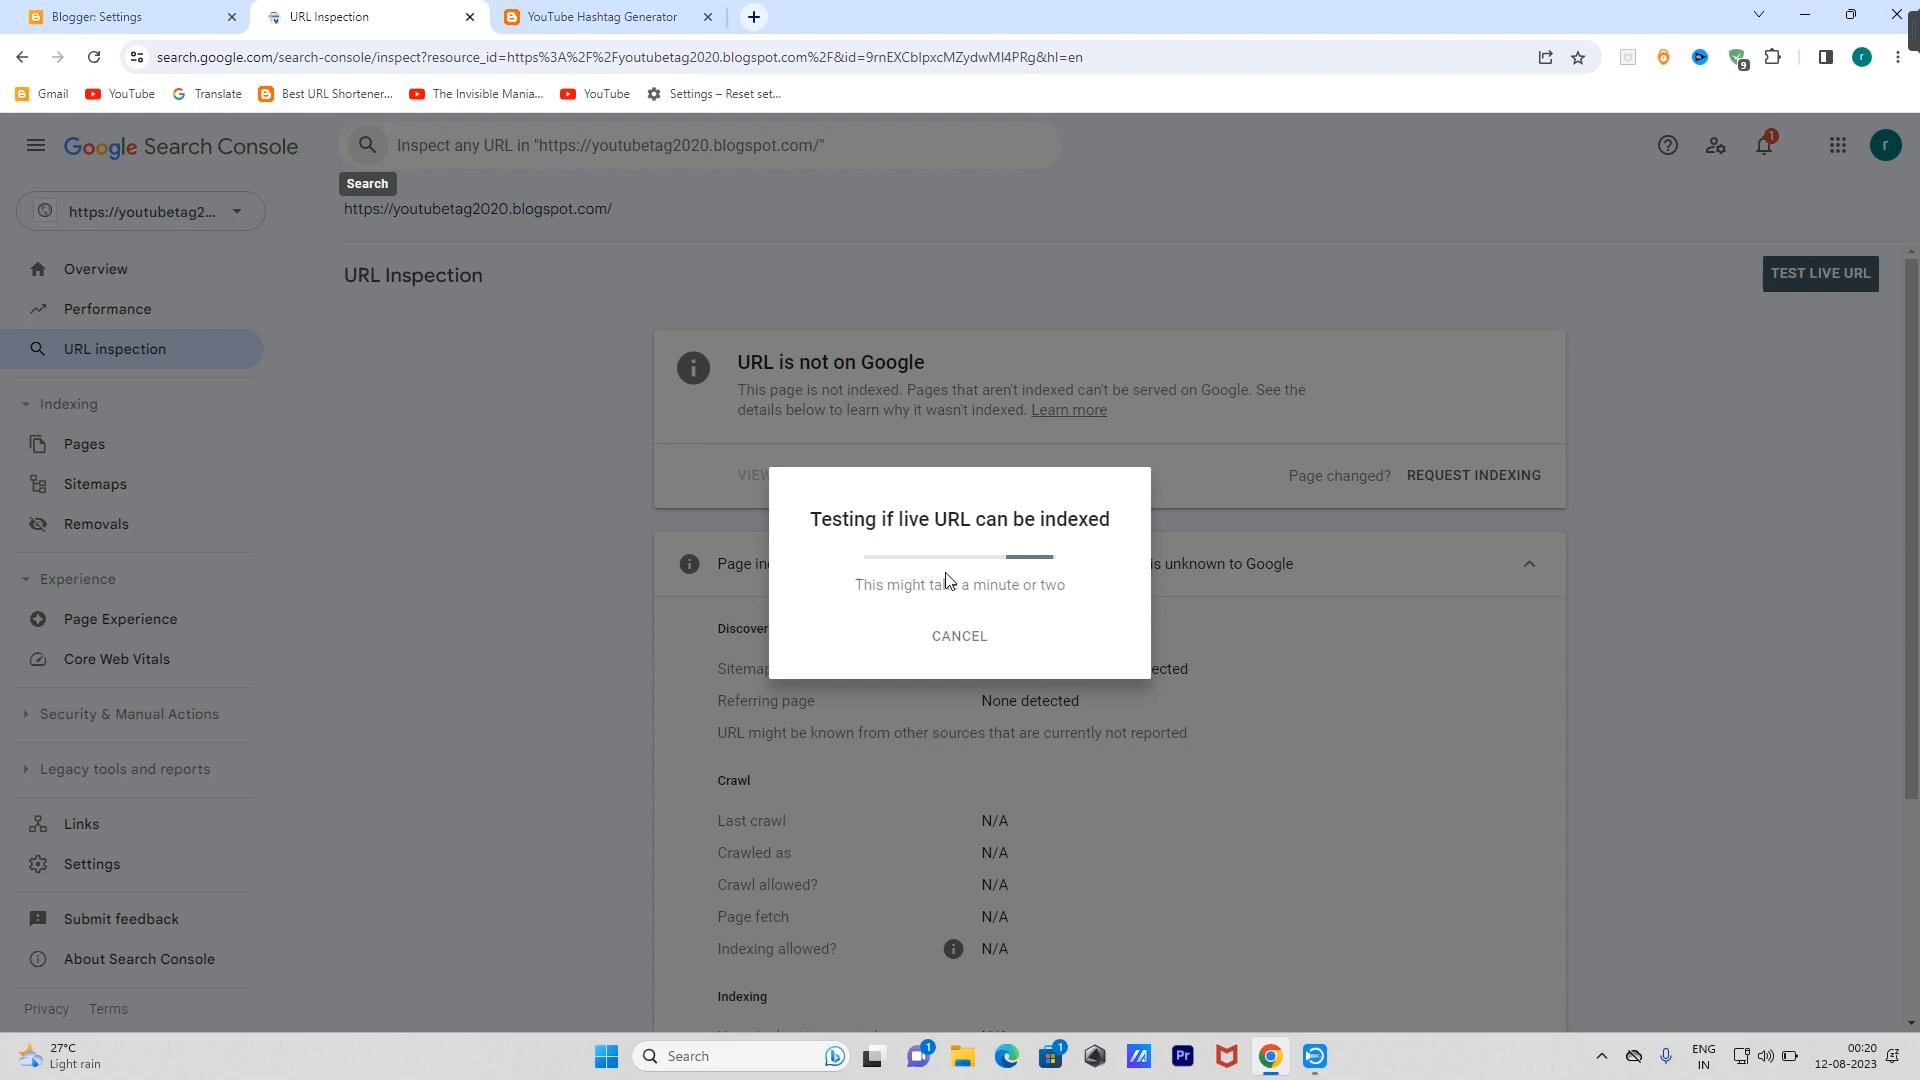 Blogger: Settings
URL Inspection
YouTube Hashtag Generator
search.google.com/search-console/inspect?resource_id=https%3A%2F%2Fyoutubetag2020.blogspot.com%2F&id=9rnEXCbIpxcMZydwMI4PRg&hl=en
9
r
Gmail
YouTube
Translate
Best URL Shortener...
The Invisible Mania...
YouTube
Settings – Reset set...
Google Search Console
Inspect any URL in "https://youtubetag2020.blogspot.com/"
1
r
Search
https://youtubetag2...
https://youtubetag2020.blogspot.com/
Overview
Performance
URL inspection
Indexing
Pages
Sitemaps
Removals
Experience
Page Experience
Core Web Vitals
Security & Manual Actions
Legacy tools and reports
Links
Settings
Submit feedback
About Search Console
Privacy
Terms
URL Inspection
TEST LIVE URL
URL is not on Google
This page is not indexed. Pages that aren't indexed can't be served on Google. See the
details below to learn why it wasn't indexed. Learn more
VIEW
Page changed?
REQUEST INDEXING
Testing if live URL can be indexed
This might take a minute or two
CANCEL
Page in
is unknown to Google
Discover
Sitemap
ected
Referring page
None detected
URL might be known from other sources that are currently not reported
Crawl
Last crawl
N/A
Crawled as
N/A
Crawl allowed?
N/A
Page fetch
N/A
Indexing allowed?
N/A
Indexing
27°C
Light rain
Search
1
1
Pr
ENG
IN
00:20
12-08-2023